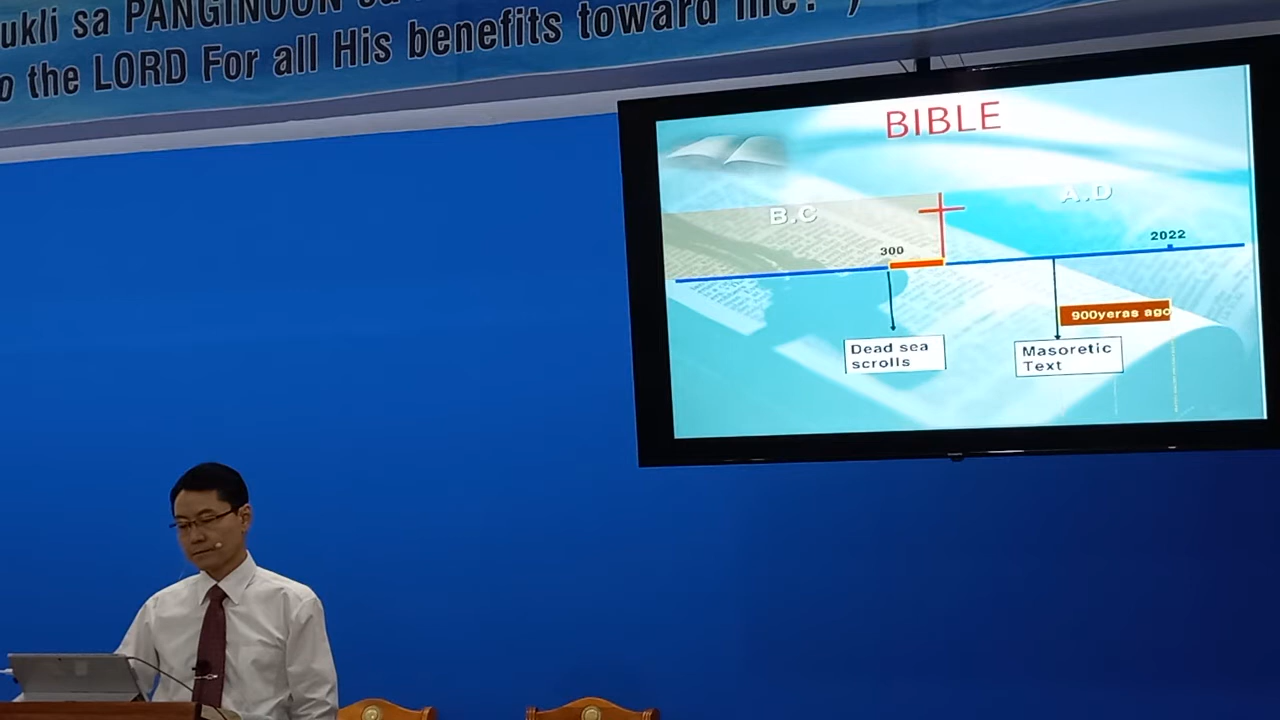 ukli sa PANGINOON sa
o the LORD For all His benefits toward me? )
BIBLE
B.C
A.D
300
2022
900yeras ago
Dead sea
scrolls
Masoretic
Text